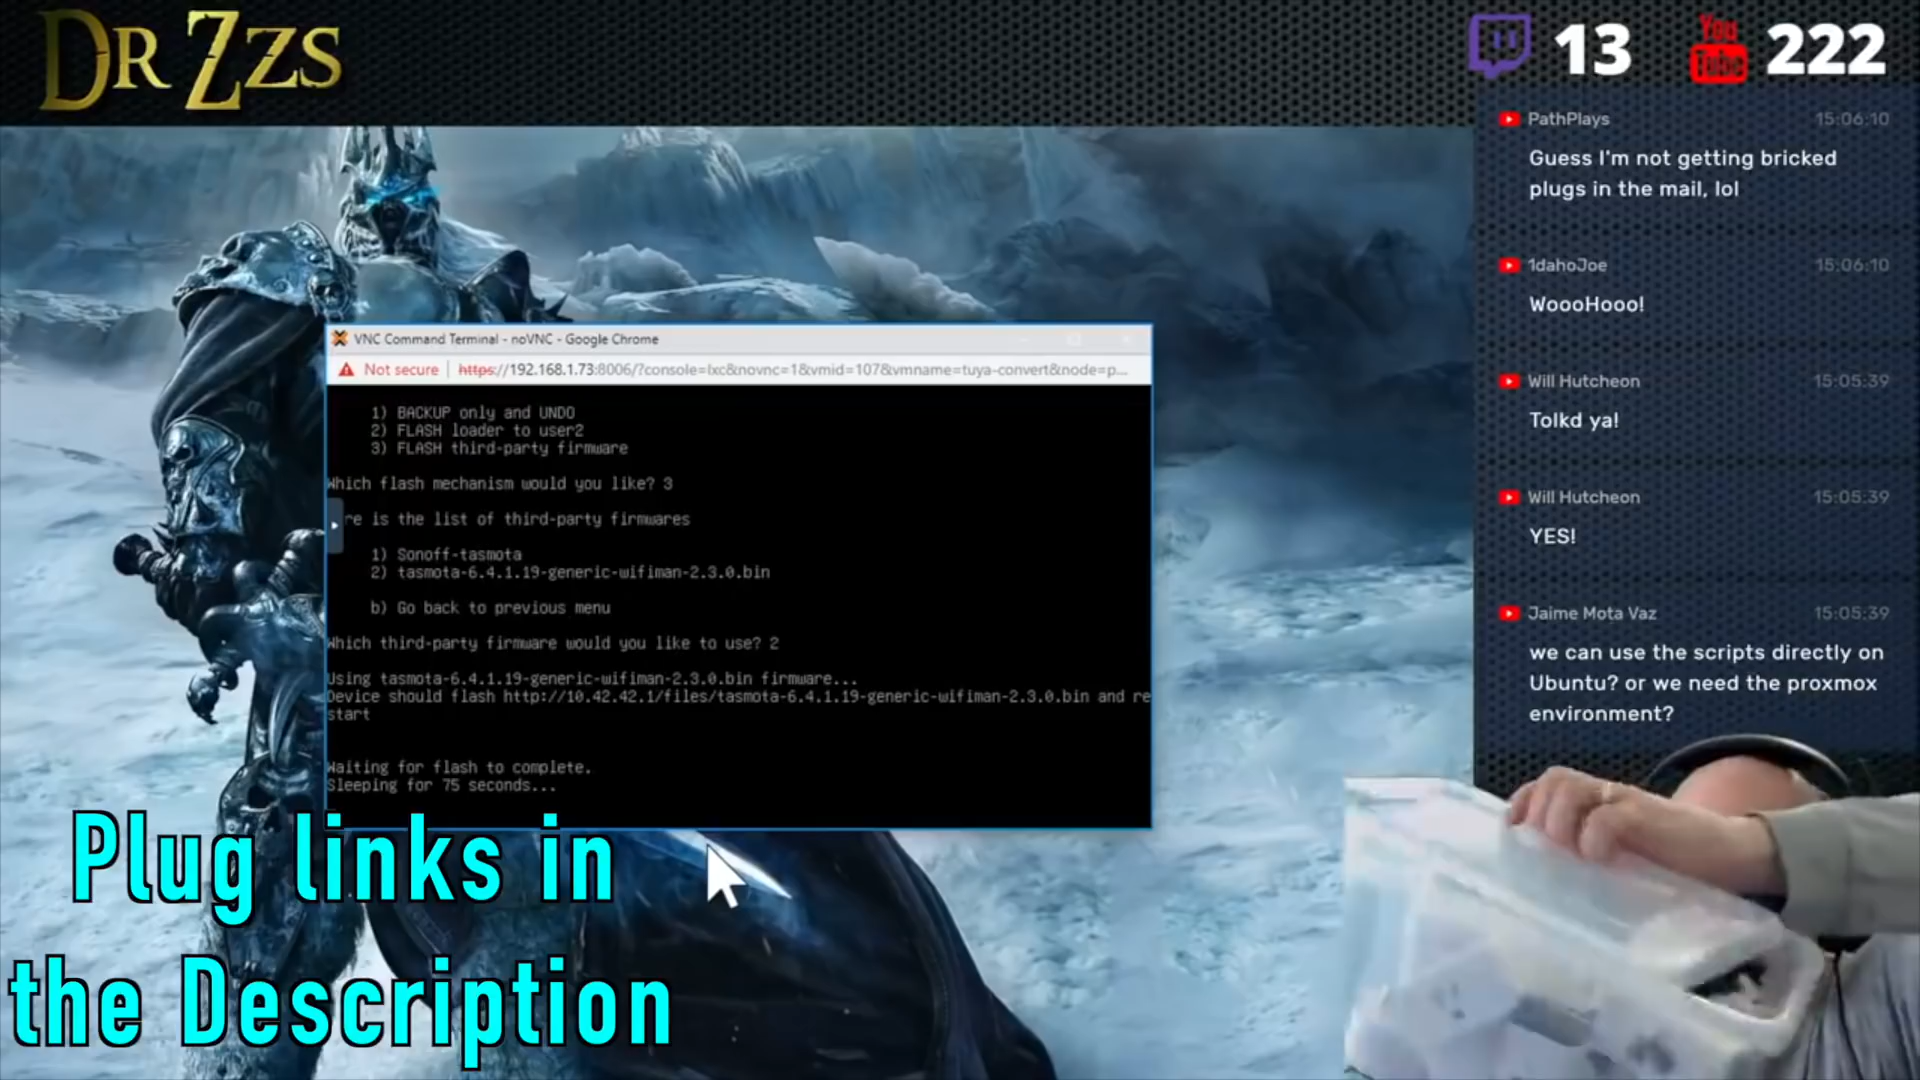 DR ZZS
13
You
Tube
222
PathPlays 15:06:10
Guess I'm not getting bricked
plugs in the mail, lol
1dahoJoe 15:06:10
WoooHooo!
Will Hutcheon 15:05:39
Tolkd ya!
Will Hutcheon 15:05:39
YES!
Jaime Mota Vaz 15:05:39
we can use the scripts directly on
Ubuntu? or we need the proxmox
environment?
VNC Command Terminal - noVNC - Google Chrome
Not secure | https://192.168.1.73:8006/?console=lxc&novnc=1&vmid=107&vmname=tuya-convert&node=p...
1) BACKUP only and UNDO
2) FLASH loader to user2
3) FLASH third-party firmware
Which flash mechanism would you like? 3
re is the list of third-party firmwares
1) Sonoff-tasmota
2) tasmota-6.4.1.19-generic-wifiman-2.3.0.bin
b) Go back to previous menu
Which third-party firmware would you like to use? 2
Using tasmota-6.4.1.19-generic-wifiman-2.3.0.bin firmware...
Device should flash http://10.42.42.1/files/tasmota-6.4.1.19-generic-wifiman-2.3.0.bin and re
start
Waiting for flash to complete.
Sleeping for 75 seconds...
Plug links in
the Description